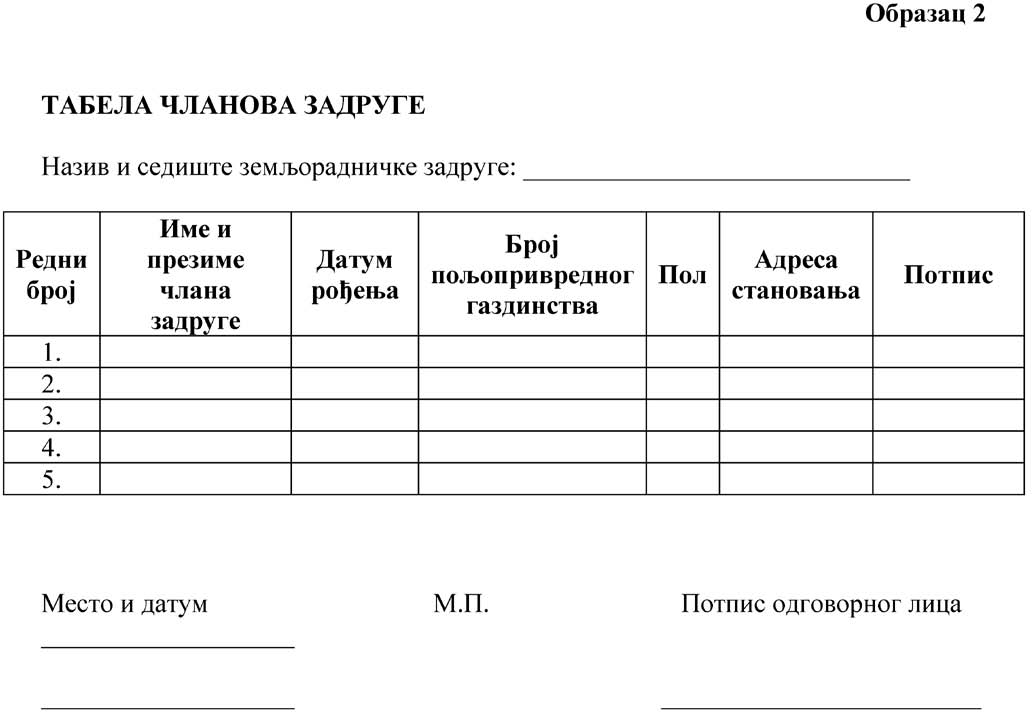 Образац 2
ТАБЕЛА ЧЛАНОВА ЗАДРУГЕ
Назив и седиште земљорадничке задруге: ______________________________
Редни број
Име и презиме члана задруге
Датум рођења
Број пољопривредног газдинства
Пол
Адреса становања
Потпис
1.
2.
3.
4.
5.
Место и датум М.П. Потпис одговорног лица